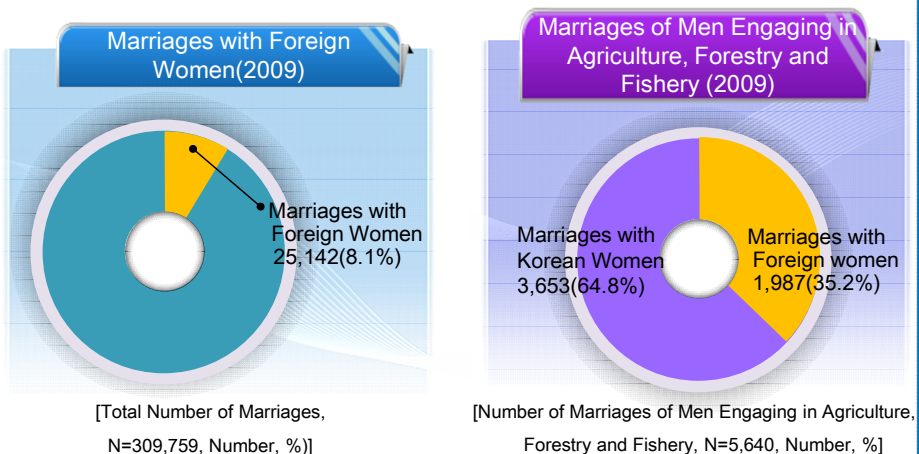 Marriages with Foreign
Women(2009)
Marriages with
Foreign Women
25,142(8.1%)
[Total Number of Marriages,
N=309,759, Number, %)]
Marriages of Men Engaging in
Agriculture, Forestry and
Fishery (2009)
Marriages with
Korean Women
3,653(64.8%)
Marriages with
Foreign women
1,987(35.2%)
[Number of Marriages of Men Engaging in Agriculture,
Forestry and Fishery, N=5,640, Number, %]